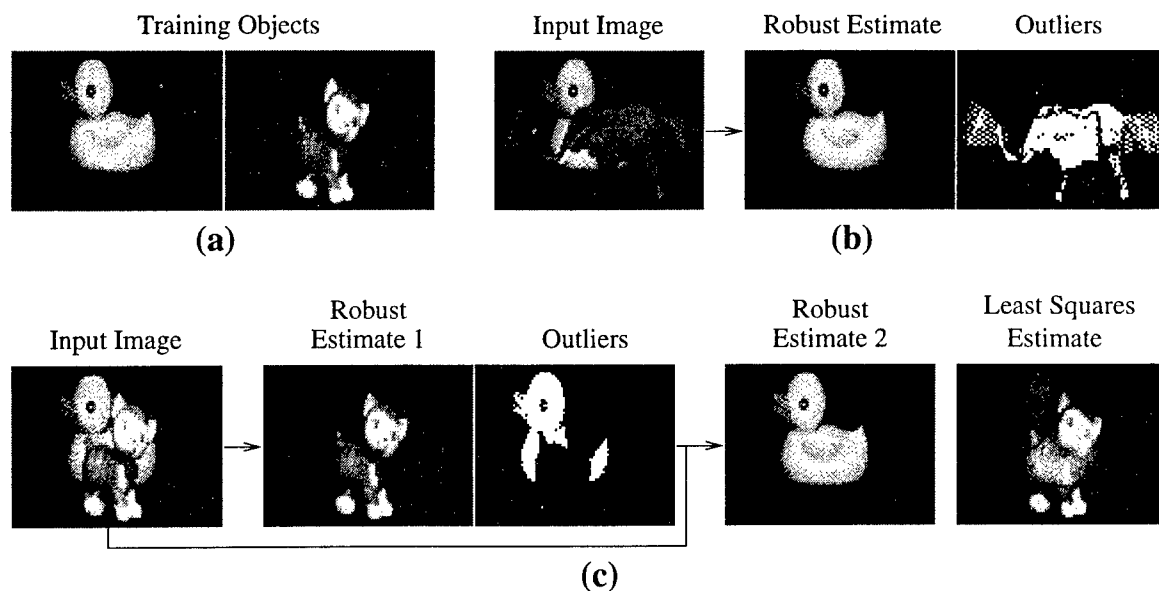 Training Objects
Input Image
Robust Estimate
Outliers
(a)
(b)
Input Image
Robust
Estimate 1
Outliers
Robust
Estimate 2
Least Squares
Estimate
(c)